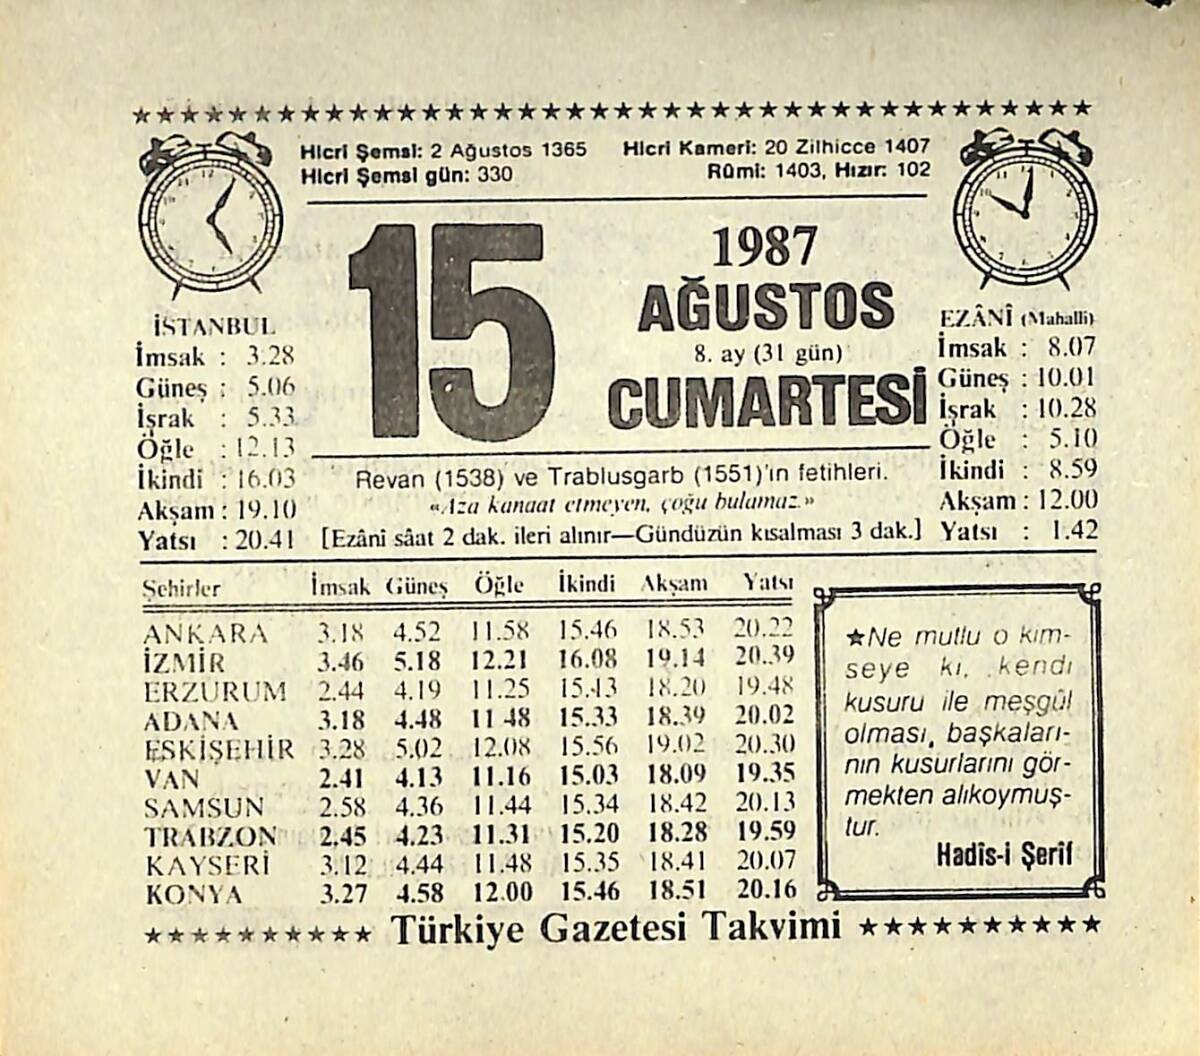 Hicri Şemsi: 2 Ağustos 1365
Hicri Şemsi gün: 330
Hicri Kameri: 20 Zilhicce 1407
Rûmi: 1403, Hızır: 102
15
1987
AĞUSTOS
8. ay (31 gün)
CUMARTESİ
İSTANBUL
İmsak : 3.28
Güneş : 5.06
İşrak : 5.33
Öğle : 12.13
İkindi : 16.03
Akşam : 19.10
Yatsı : 20.41
EZÂNÎ (Mahallî)
İmsak : 8.07
Güneş : 10.01
İşrak : 10.28
Öğle : 5.10
İkindi : 8.59
Akşam : 12.00
Yatsı : 1.42
Revan (1538) ve Trablusgarb (1551)'in fetihleri.
«Aza kanaat etmeyen, çoğu bulamaz.»
[Ezânî sâat 2 dak. ileri alınır—Gündüzün kısalması 3 dak.]
Şehirler İmsak Güneş Öğle İkindi Akşam Yatsı
ANKARA 3.18 4.52 11.58 15.46 18.53 20.22
İZMİR 3.46 5.18 12.21 16.08 19.14 20.39
ERZURUM 2.44 4.19 11.25 15.13 18.20 19.48
ADANA 3.18 4.48 11 48 15.33 18.39 20.02
ESKİŞEHİR 3.28 5.02 12.08 15.56 19.02 20.30
VAN 2.41 4.13 11.16 15.03 18.09 19.35
SAMSUN 2.58 4.36 11.44 15.34 18.42 20.13
TRABZON 2.45 4.23 11.31 15.20 18.28 19.59
KAYSERİ 3.12 4.44 11.48 15.35 18.41 20.07
KONYA 3.27 4.58 12.00 15.46 18.51 20.16
★Ne mutlu o kim-
seye ki, kendi
kusuru ile meşgûl
olması, başkaları-
nın kusurlarını gör-
mekten alıkoymuş-
tur.
Hadîs-i Şerîf
Türkiye Gazetesi Takvimi